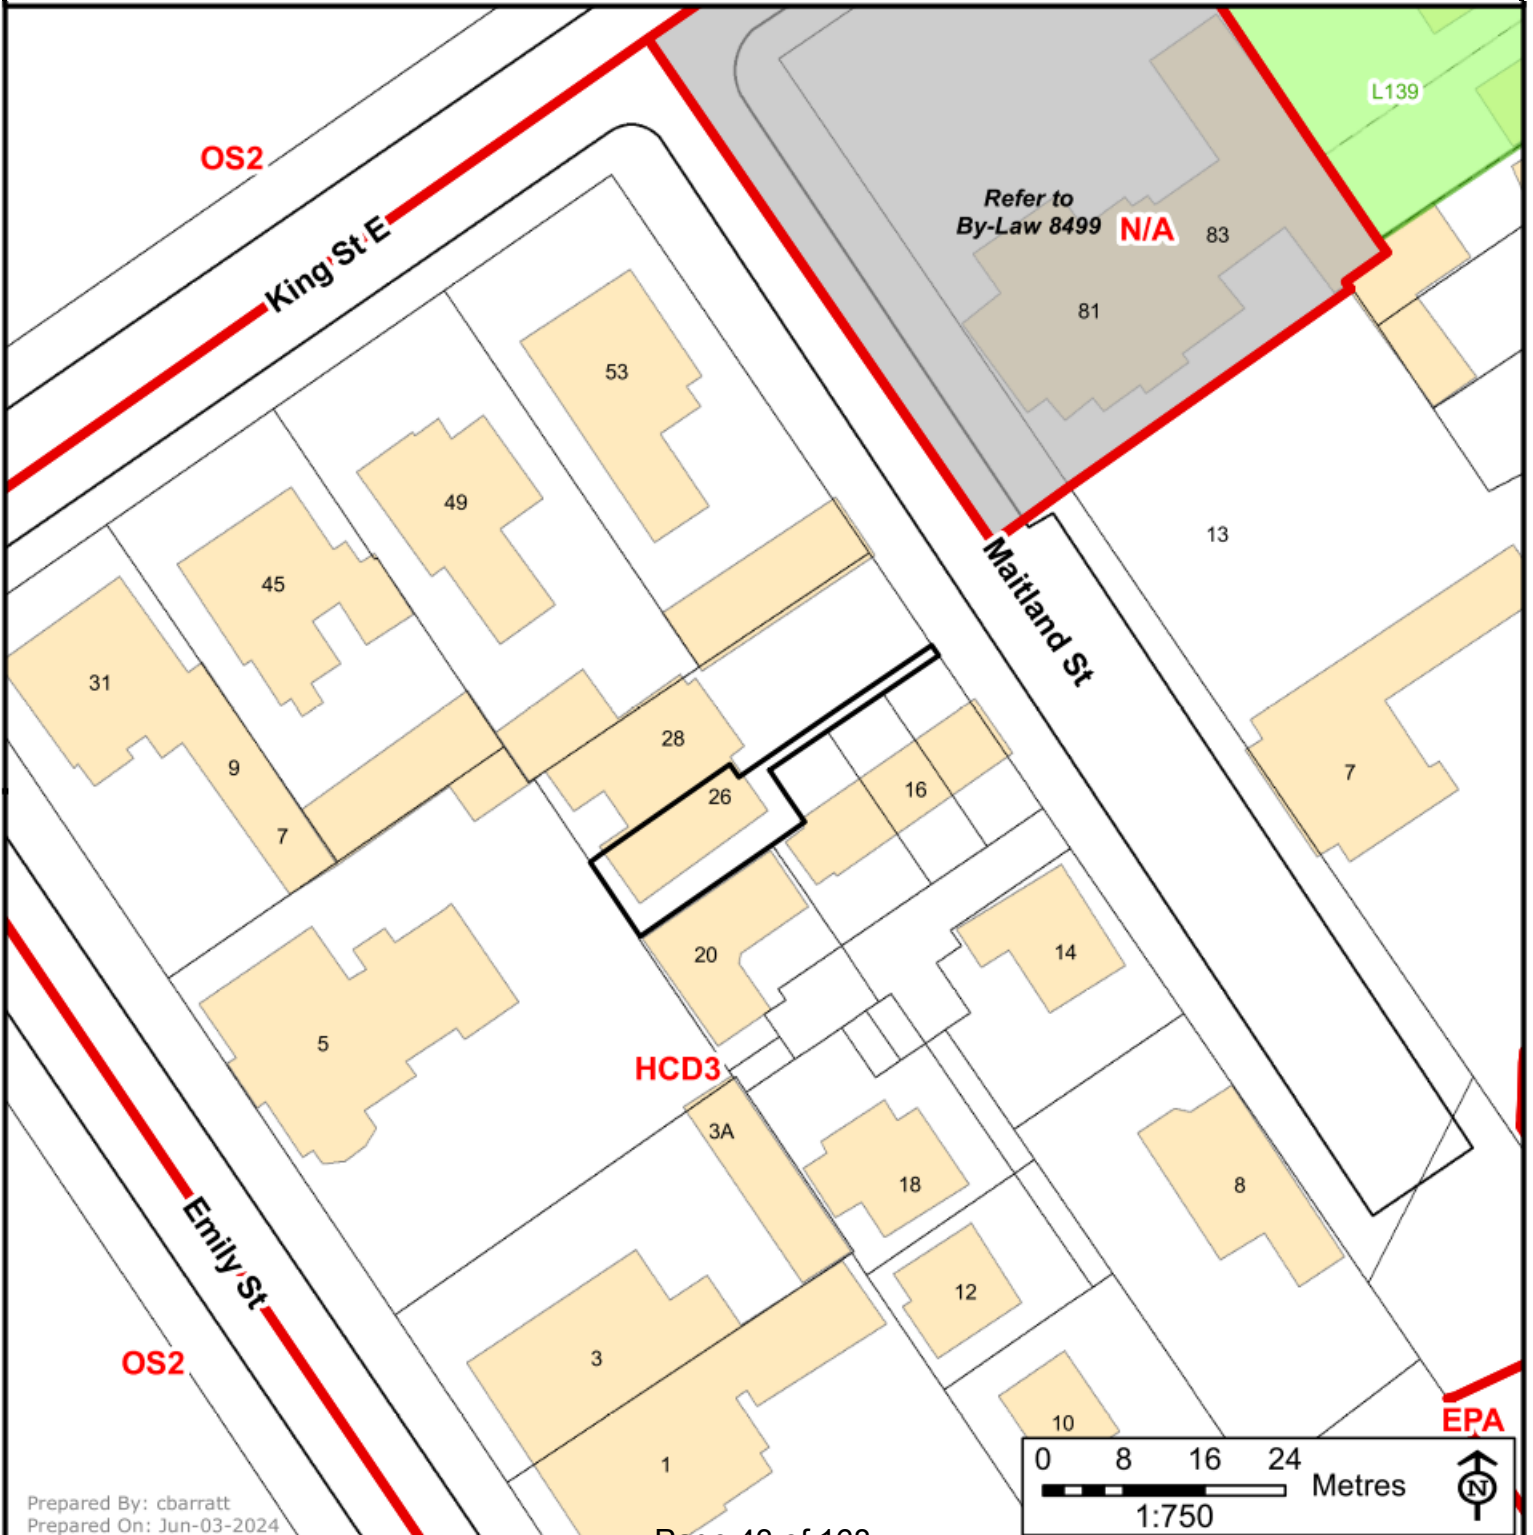 L139
OS2
Refer to
By-Law 8499
N/A
83
King St E
81
53
49
13
45
Maitland St
31
28
9
7
26
16
7
20
14
5
HCD3
3A
18
8
Emily St
12
OS2
3
10
EPA
1
0 8 16 24
Metres
N
1:750
Prepared By: cbarratt
Prepared On: Jun-03-2024